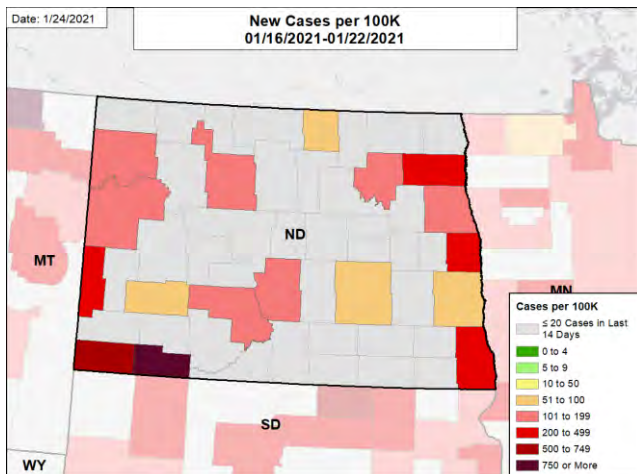 Date: 1/24/2021
New Cases per 100K
01/16/2021-01/22/2021
ND
MT
MN
SD
WY
Cases per 100K
≤ 20 Cases in Last
14 Days
0 to 4
5 to 9
10 to 50
51 to 100
101 to 199
200 to 499
500 to 749
750 or More